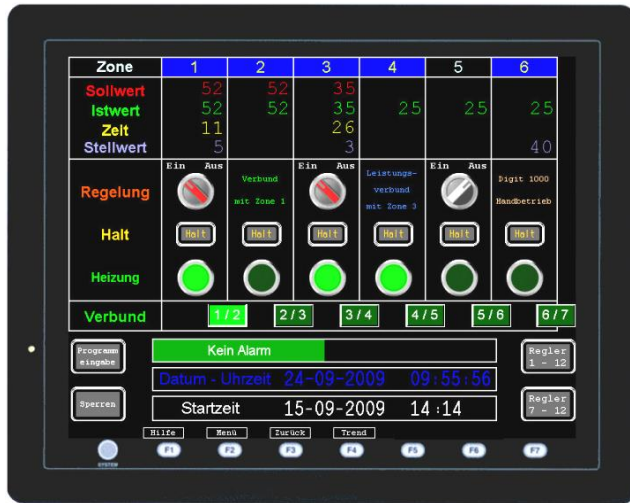 Zone 1 2 3 4 5 6
Sollwert 52 52 35
Istwert 52 52 35 25 25 25
Zeit 11 26
Stellwert 5 3 40
Ein Aus Ein Aus Ein Aus
Regelung
Verbund
mit Zone 1
Leistungs-
verbund
mit Zone 3
Digit 1000
Handbetrieb
Halt Halt Halt Halt Halt Halt Halt
Heizung
Verbund 1/2 2/3 3/4 4/5 5/6 6/7
Programm
eingabe
Kein Alarm
Regler
1 - 12
Datum - Uhrzeit 24-09-2009 09:55:56
Sperren
Startzeit 15-09-2009 14:14
Regler
7 - 12
Hilfe Menü Zurück Trend
SYSTEM F1 F2 F3 F4 F5 F6 F7